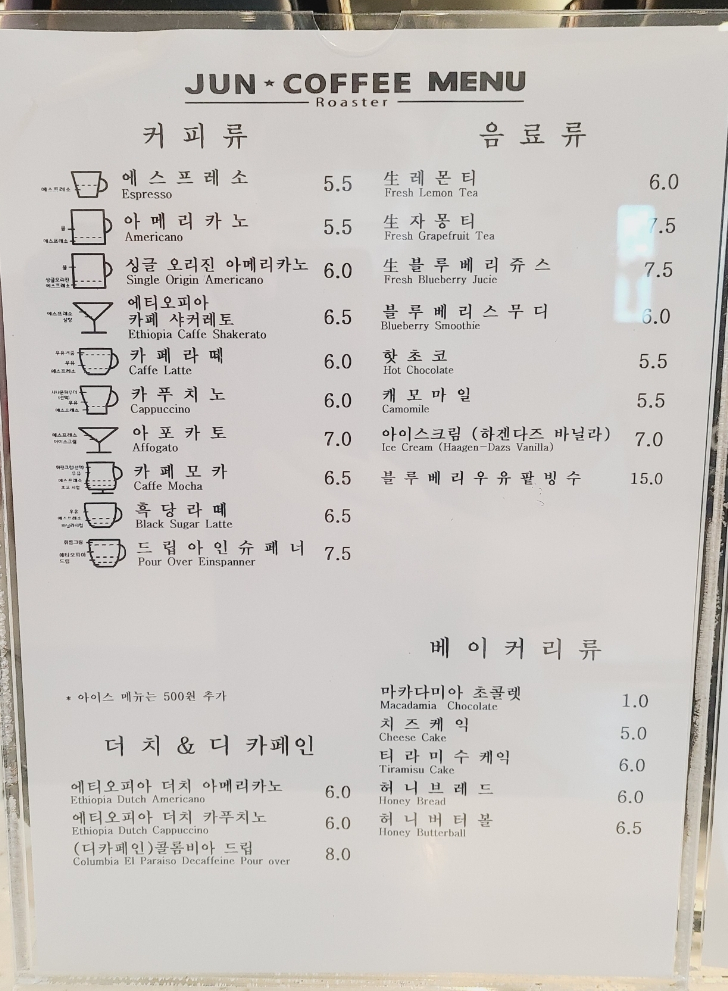 JUN★COFFEE MENU
Roaster
커피류
에스프레소 5.5
Espresso
아메리카노 5.5
Americano
싱글 오리진 아메리카노 6.0
Single Origin Americano
에티오피아
카페 샤커레토 6.5
Ethiopia Caffe Shakerato
카페라떼 6.0
Caffe Latte
카푸치노 6.0
Cappuccino
아포카토 7.0
Affogato
카페모카 6.5
Caffe Mocha
흑당라떼 6.5
Black Sugar Latte
드립아인슈페너 7.5
Pour Over Einspanner
* 아이스 메뉴는 500원 추가
더치 & 디카페인
에티오피아 더치 아메리카노 6.0
Ethiopia Dutch Americano
에티오피아 더치 카푸치노 6.0
Ethiopia Dutch Cappuccino
(디카페인)콜롬비아 드립 8.0
Columbia El Paraiso Decaffeine Pour over
음료류
生레몬티 6.0
Fresh Lemon Tea
生자몽티 7.5
Fresh Grapefruit Tea
生블루베리쥬스 7.5
Fresh Blueberry Jucie
블루베리스무디 6.0
Blueberry Smoothie
핫초코 5.5
Hot Chocolate
캐모마일 5.5
Camomile
아이스크림 (하겐다즈 바닐라) 7.0
Ice Cream (Haagen-Dazs Vanilla)
블루베리우유팥빙수 15.0
베이커리류
마카다미아 초콜렛 1.0
Macadamia Chocolate
치즈케익 5.0
Cheese Cake
티라미수케익 6.0
Tiramisu Cake
허니브레드 6.0
Honey Bread
허니버터볼 6.5
Honey Butterball